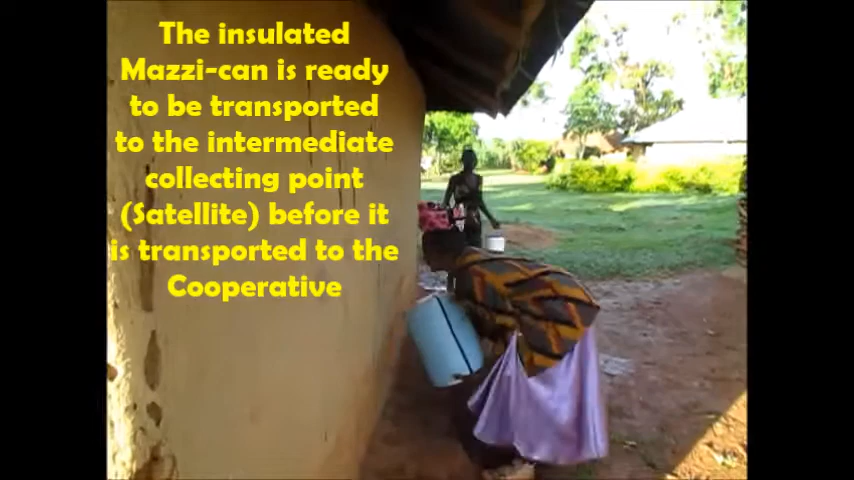 The insulated
Mazzi-can is ready
to be transported
to the intermediate
collecting point
(Satellite) before it
is transported to the
Cooperative